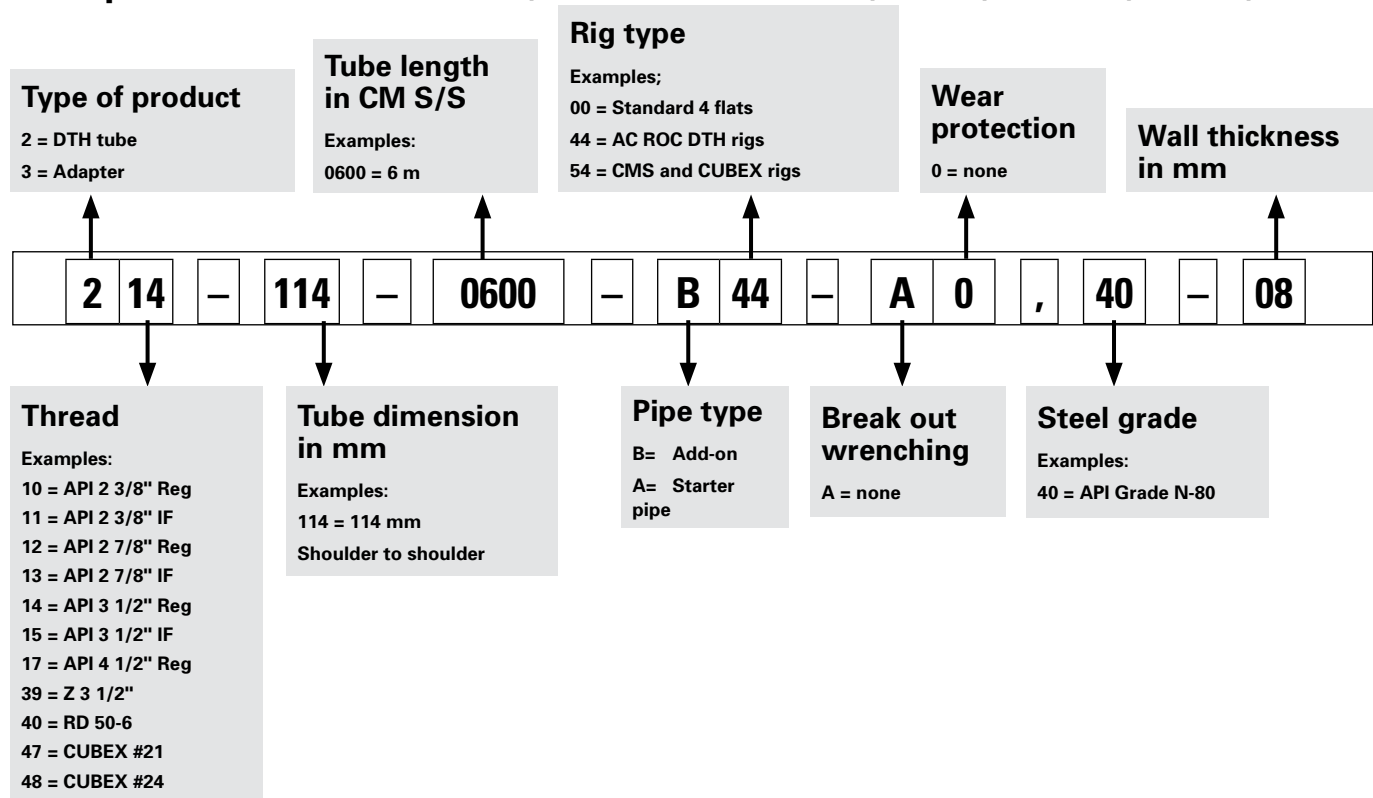 Rig type
Examples;
00 = Standard 4 flats
44 = AC ROC DTH rigs
54 = CMS and CUBEX rigs
Tube length
in CM S/S
Examples:
0600 = 6 m
Type of product
2 = DTH tube
3 = Adapter
Wear
protection
0 = none
Wall thickness
in mm
2 14 – 114 – 0600 – B 44 – A 0 , 40 – 08
Thread
Examples:
10 = API 2 3/8" Reg
11 = API 2 3/8" IF
12 = API 2 7/8" Reg
13 = API 2 7/8" IF
14 = API 3 1/2" Reg
15 = API 3 1/2" IF
17 = API 4 1/2" Reg
39 = Z 3 1/2"
40 = RD 50-6
47 = CUBEX #21
48 = CUBEX #24
Tube dimension
in mm
Examples:
114 = 114 mm
Shoulder to shoulder
Pipe type
B= Add-on
A= Starter
pipe
Break out
wrenching
A = none
Steel grade
Examples:
40 = API Grade N-80